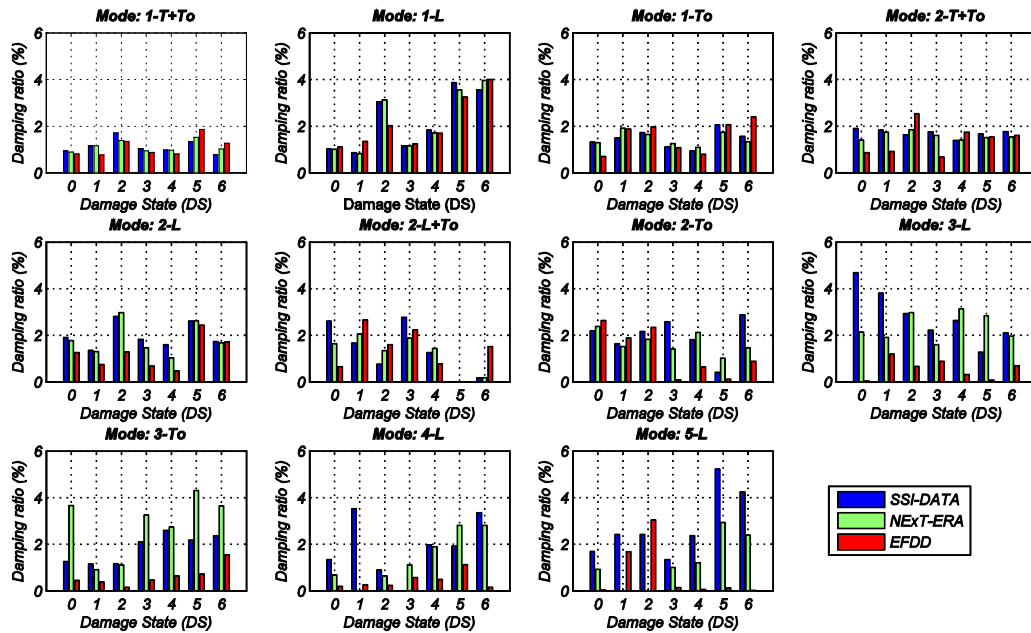 Mode: 1-T+To
Damping ratio (%)
6
4
2
0
0 1 2 3 4 5 6
Damage State (DS)
Mode: 1-L
Damping ratio (%)
6
4
2
0
0 1 2 3 4 5 6
Damage State (DS)
Mode: 1-To
Damping ratio (%)
6
4
2
0
0 1 2 3 4 5 6
Damage State (DS)
Mode: 2-T+To
Damping ratio (%)
6
4
2
0
0 1 2 3 4 5 6
Damage State (DS)
Mode: 2-L
Damping ratio (%)
6
4
2
0
0 1 2 3 4 5 6
Damage State (DS)
Mode: 2-L+To
Damping ratio (%)
6
4
2
0
0 1 2 3 4 5 6
Damage State (DS)
Mode: 2-To
Damping ratio (%)
6
4
2
0
0 1 2 3 4 5 6
Damage State (DS)
Mode: 3-L
Damping ratio (%)
6
4
2
0
0 1 2 3 4 5 6
Damage State (DS)
Mode: 3-To
Damping ratio (%)
6
4
2
0
0 1 2 3 4 5 6
Damage State (DS)
Mode: 4-L
Damping ratio (%)
6
4
2
0
0 1 2 3 4 5 6
Damage State (DS)
Mode: 5-L
Damping ratio (%)
6
4
2
0
0 1 2 3 4 5 6
Damage State (DS)
SSI-DATA
NExT-ERA
EFDD